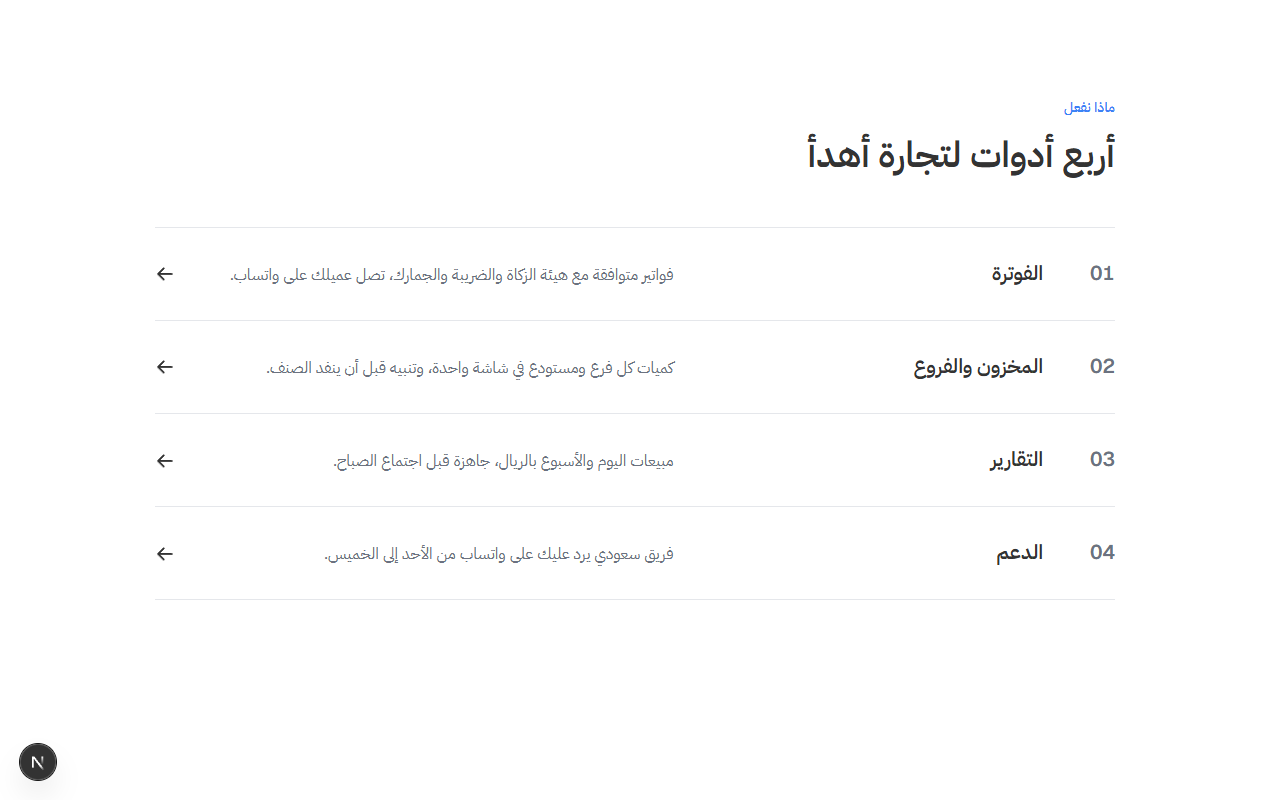 ماذا نفعل
أربع أدوات لتجارة أهدأ
01 الفوترة فواتير متوافقة مع هيئة الزكاة والضريبة والجمارك، تصل عميلك على واتساب.
02 المخزون والفروع كميات كل فرع ومستودع في شاشة واحدة، وتنبيه قبل أن ينفد الصنف.
03 التقارير مبيعات اليوم والأسبوع بالريال، جاهزة قبل اجتماع الصباح.
04 الدعم فريق سعودي يرد عليك على واتساب من الأحد إلى الخميس.
N